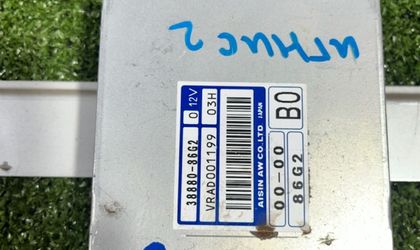 игнис 2
38880-86G2
0 12V
VRAD001199
03H
AISIN AW CO.LTD
JAPAN
00-00
B0
86G2